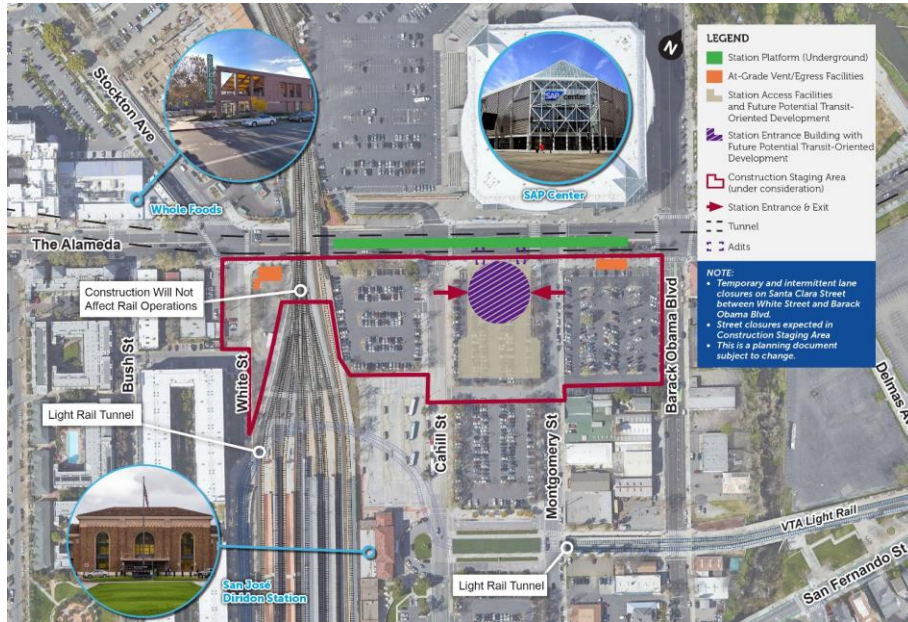 Stockton Ave
Whole Foods
SAP center
SAP Center
The Alameda
Construction Will Not
Affect Rail Operations
Bush St
White St
Light Rail Tunnel
San José
Diridon Station
Cahill St
Montgomery St
Barack Obama Blvd
Light Rail Tunnel
VTA Light Rail
San Fernando St
N
LEGEND
Station Platform (Underground)
At-Grade Vent/Egress Facilities
Station Access Facilities
and Future Potential Transit-
Oriented Development
Station Entrance Building with
Future Potential Transit-Oriented
Development
Construction Staging Area
(under consideration)
Station Entrance & Exit
Tunnel
Adits
NOTE:
• Temporary and intermittent lane
closures on Santa Clara Street
between White Street and Barack
Obama Blvd.
• Street closures expected in
Construction Staging Area
• This is a planning document
subject to change.